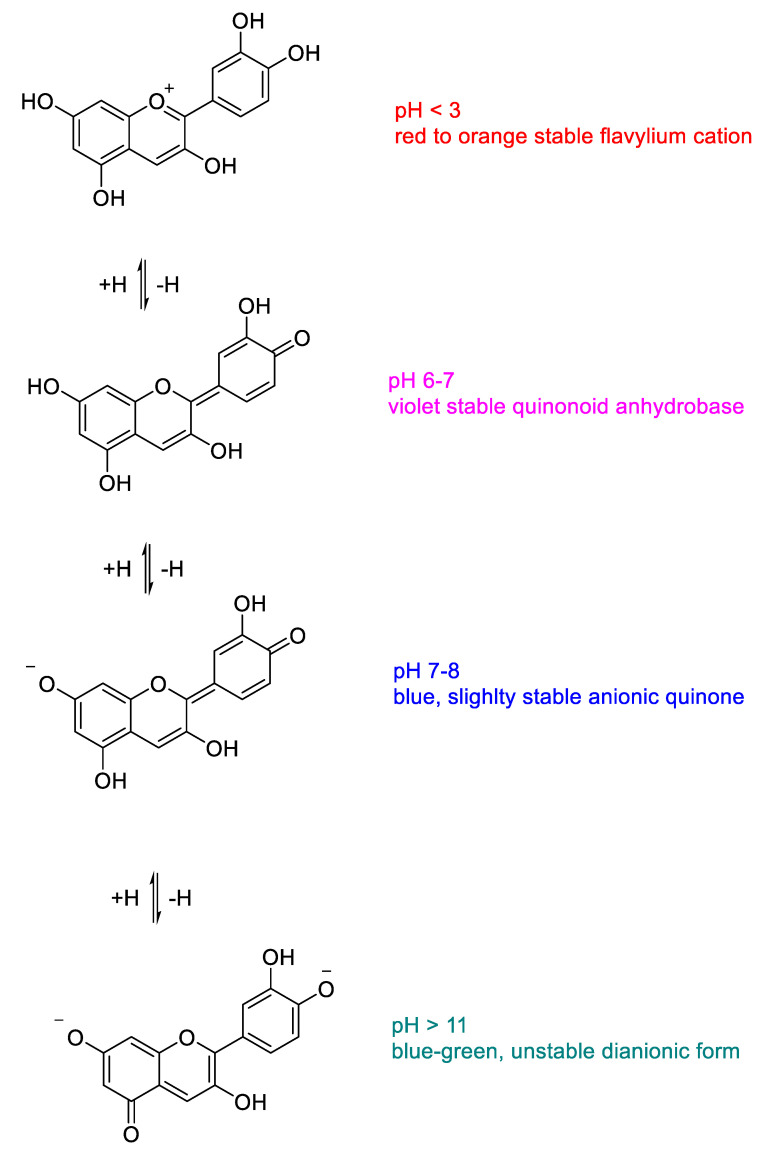 OH
OH
HO
O+
OH
OH
pH < 3
red to orange stable flavylium cation
+H -H
OH
O
HO
O
OH
OH
pH 6-7
violet stable quinonoid anhydrobase
+H -H
OH
O
−
O
O
OH
OH
pH 7-8
blue, slighlty stable anionic quinone
+H -H
OH
−
O
−
O
O
OH
O
pH > 11
blue-green, unstable dianionic form